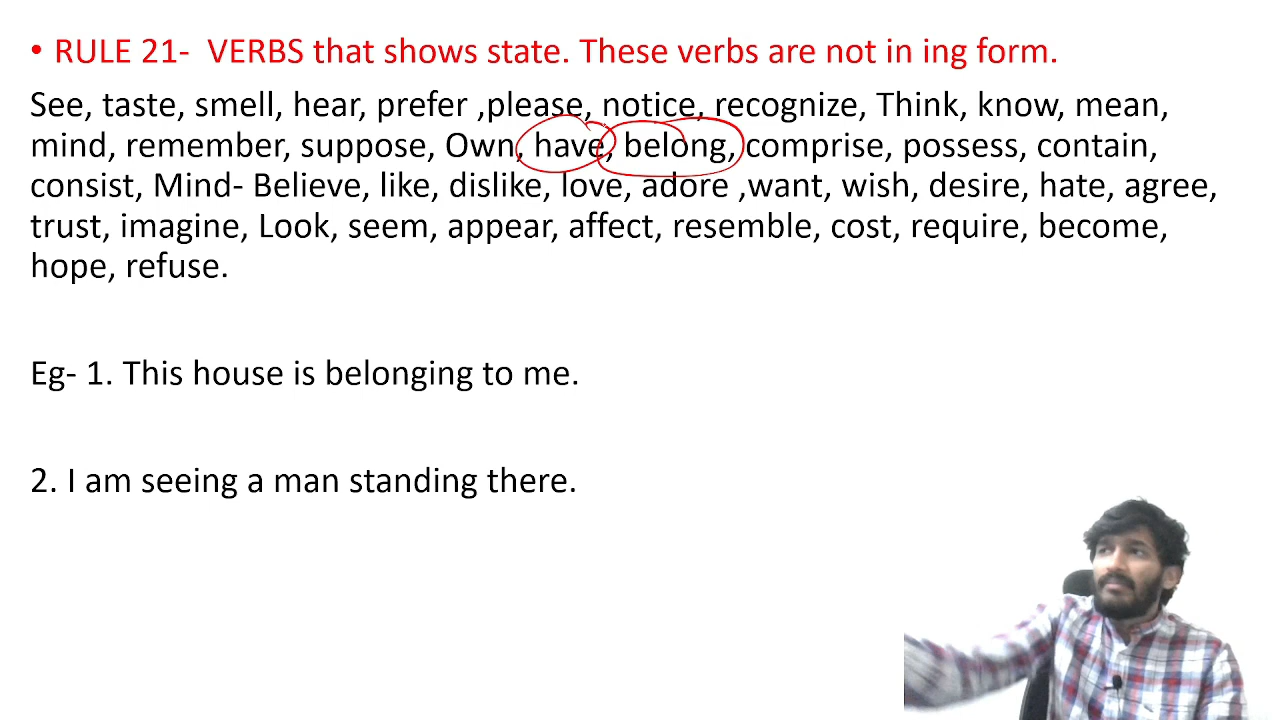 • RULE 21- VERBS that shows state. These verbs are not in ing form.
See, taste, smell, hear, prefer ,please, notice, recognize, Think, know, mean,
mind, remember, suppose, Own, have, belong, comprise, possess, contain,
consist, Mind- Believe, like, dislike, love, adore ,want, wish, desire, hate, agree,
trust, imagine, Look, seem, appear, affect, resemble, cost, require, become,
hope, refuse.
Eg- 1. This house is belonging to me.
2. I am seeing a man standing there.